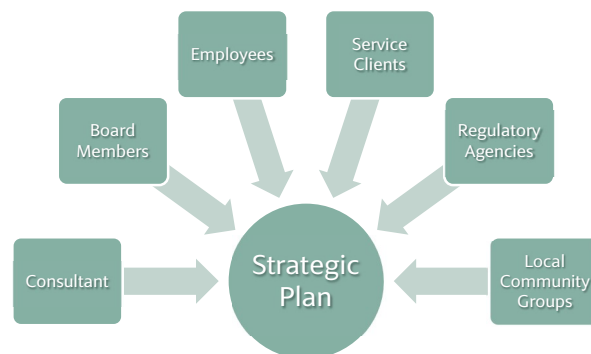 Employees
Service
Clients
Board
Members
Regulatory
Agencies
Consultant
Strategic
Plan
Local
Community
Groups